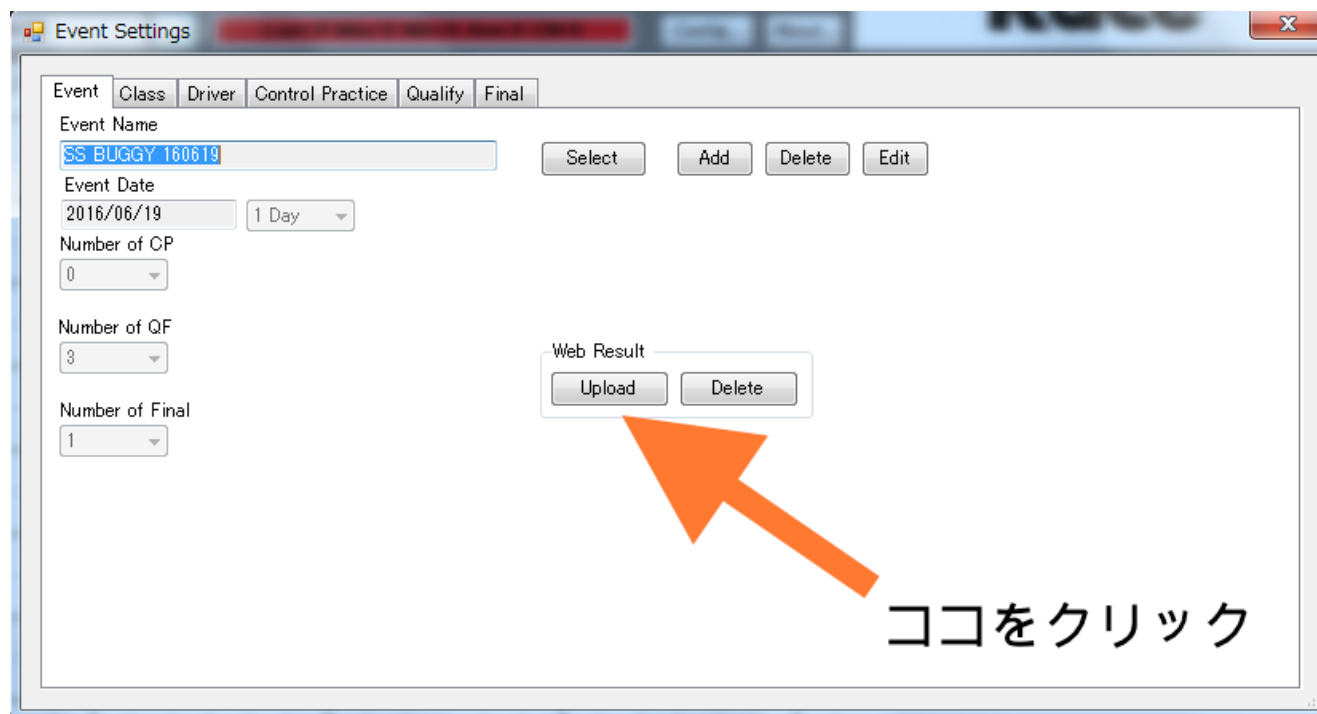 Event Settings
Event Class Driver Control Practice Qualify Final
Event Name
SS BUGGY 160619 Select Add Delete Edit
Event Date
2016/06/19 1 Day
Number of CP
0
Number of QF
3
Web Result
Upload Delete
Number of Final
1
ココをクリック